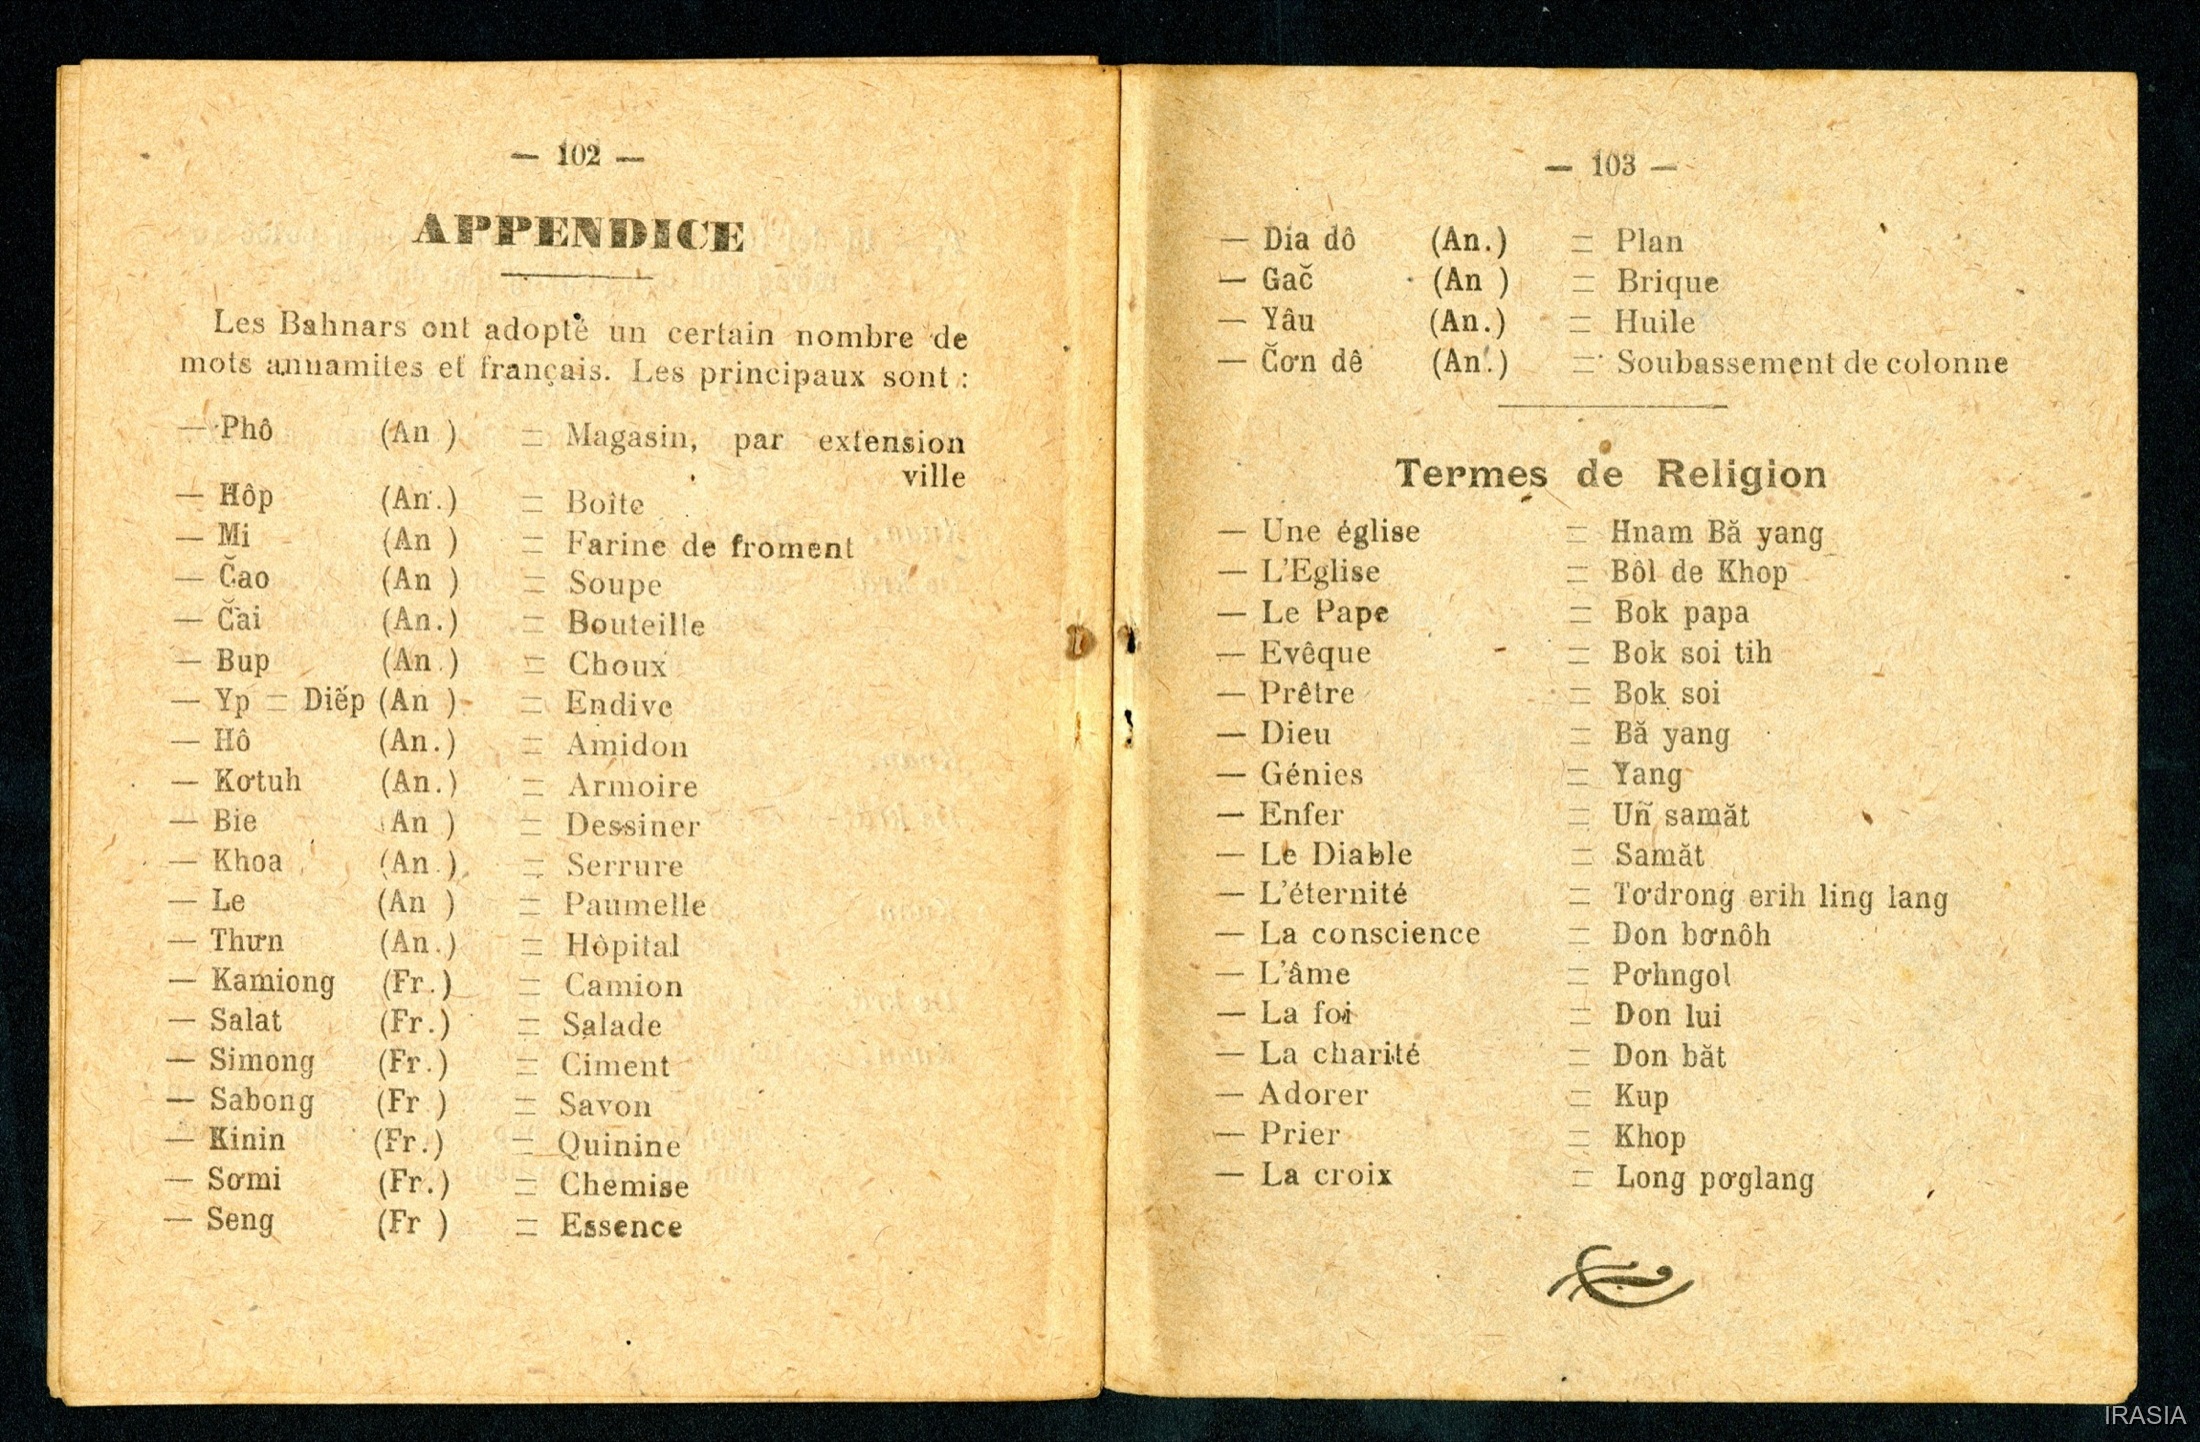 — 102 —
APPENDICE
Les Bahnars ont adopté un certain nombre de
mots annamites et français. Les principaux sont :
— Phô (An ) = Magasin, par extension
ville
— Hôp (An.) = Boîte
— Mi (An ) = Farine de froment
— Čao (An ) = Soupe
— Čai (An.) = Bouteille
— Bup (An.) = Choux
— Yp = Diếp (An ) = Endive
— Hô (An.) = Amidon
— Kơtuh (An.) = Armoire
— Bie (An ) = Dessiner
— Khoa (An.) = Serrure
— Le (An ) = Paumelle
— Thưn (An.) = Hôpital
— Kamiong (Fr.) = Camion
— Salat (Fr.) = Salade
— Simong (Fr.) = Ciment
— Sabong (Fr ) = Savon
— Kinin (Fr.) = Quinine
— Sơmi (Fr.) = Chemise
— Seng (Fr ) = Essence
— 103 —
— Dia dô (An.) = Plan
— Gač (An ) = Brique
— Yâu (An.) = Huile
— Čơn dê (An.) = Soubassement de colonne
Termes de Religion
— Une église = Hnam Bă yang
— L'Eglise = Bôl de Khop
— Le Pape = Bok papa
— Evêque = Bok soi tih
— Prêtre = Bok soi
— Dieu = Bă yang
— Génies = Yang
— Enfer = Uñ samăt
— Le Diable = Samăt
— L'éternité = Tơdrong erih ling lang
— La conscience = Don bơnôh
— L'âme = Pơhngol
— La foi = Don lui
— La charité = Don băt
— Adorer = Kup
— Prier = Khop
— La croix = Long pơglang
IRASIA